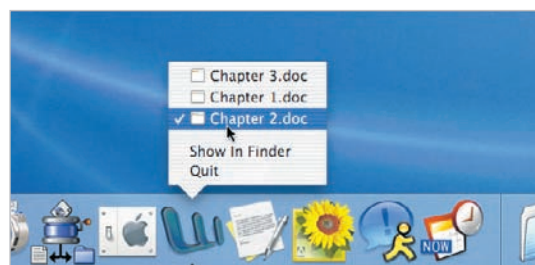 Chapter 3.doc
Chapter 1.doc
✓ Chapter 2.doc
Show In Finder
Quit
NOW